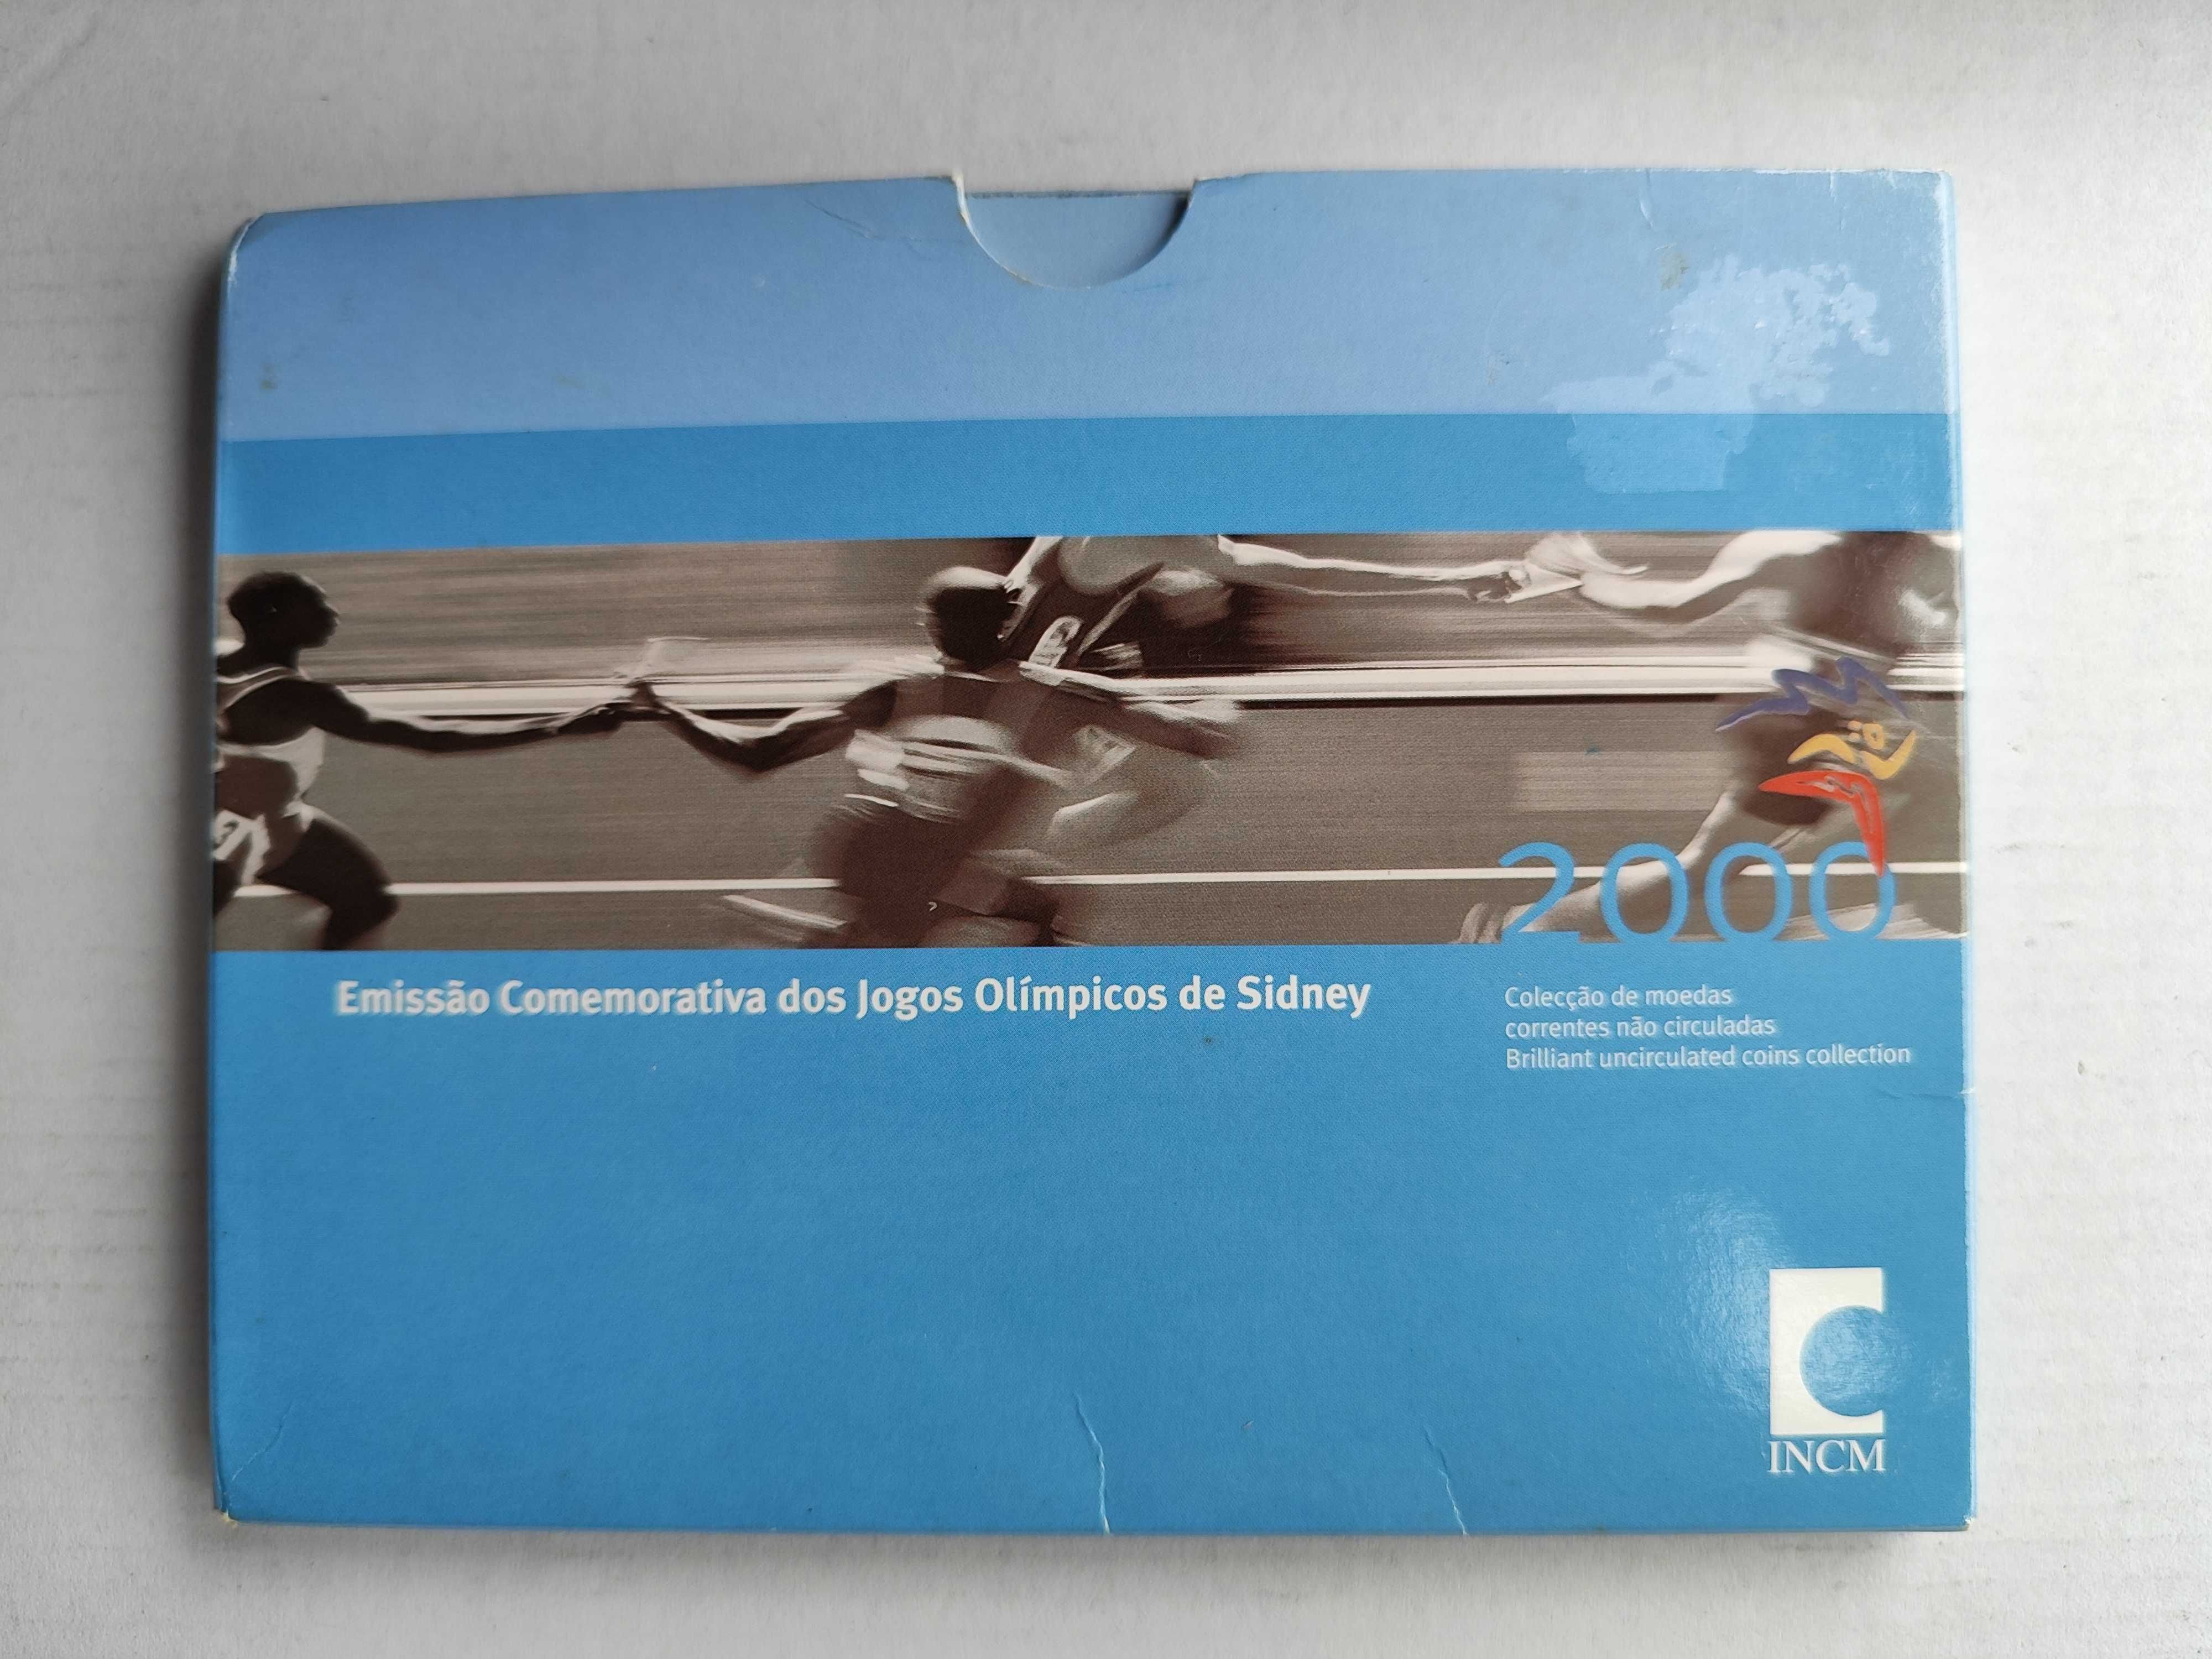 2000
Emissão Comemorativa dos Jogos Olímpicos de Sidney
Colecção de moedas
correntes não circuladas
Brilliant uncirculated coins collection
INCM